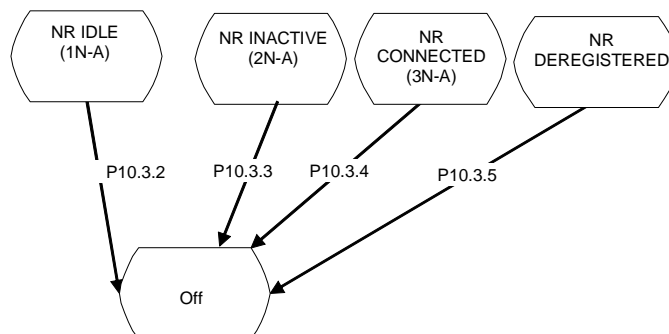 NR IDLE
(1N-A)
NR INACTIVE
(2N-A)
NR
CONNECTED
(3N-A)
NR
DEREGISTERED
P10.3.2
P10.3.3
P10.3.4
P10.3.5
Off